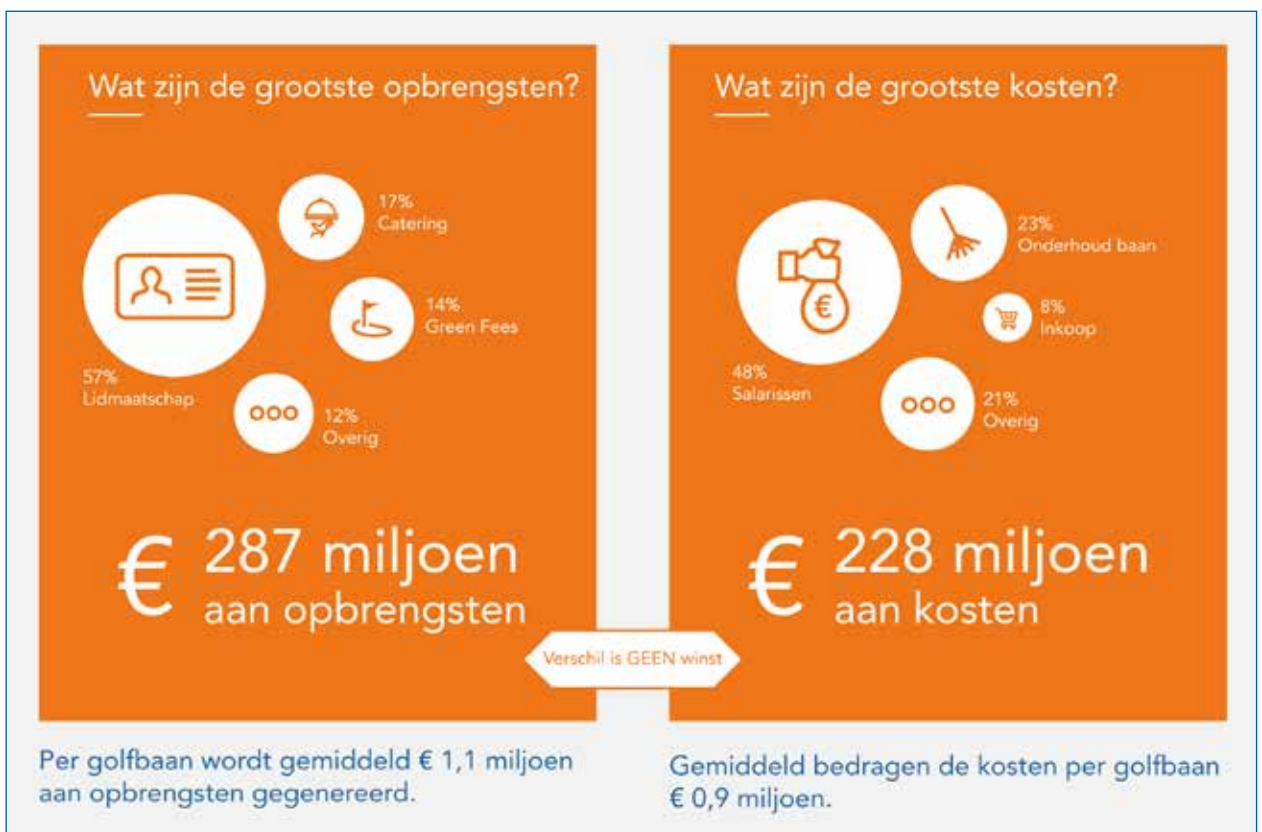 Wat zijn de grootste opbrengsten?
17%
Catering
14%
Green Fees
57%
Lidmaatschap
12%
Overig
€ 287 miljoen
aan opbrengsten
Wat zijn de grootste kosten?
23%
Onderhoud baan
€
8%
Inkoop
48%
Salarissen
21%
Overig
€ 228 miljoen
aan kosten
Verschil is GEEN winst
Per golfbaan wordt gemiddeld € 1,1 miljoen
aan opbrengsten gegenereerd.
Gemiddeld bedragen de kosten per golfbaan
€ 0,9 miljoen.